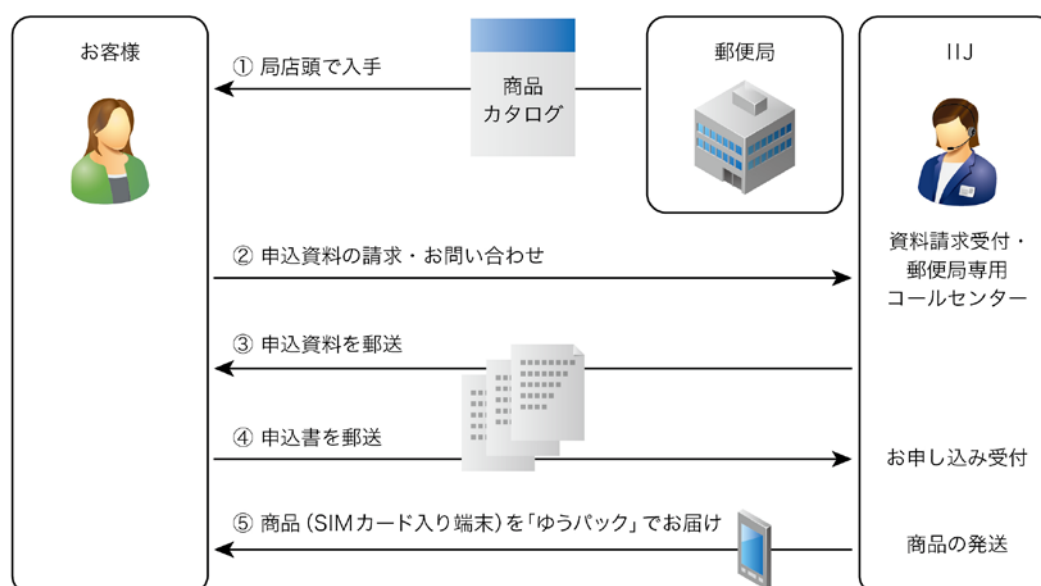 お客様
郵便局
IIJ
① 局店頭で入手
商品
カタログ
② 申込資料の請求・お問い合わせ
資料請求受付・
郵便局専用
コールセンター
③ 申込資料を郵送
④ 申込書を郵送
お申し込み受付
⑤ 商品（SIMカード入り端末）を「ゆうパック」でお届け
商品の発送